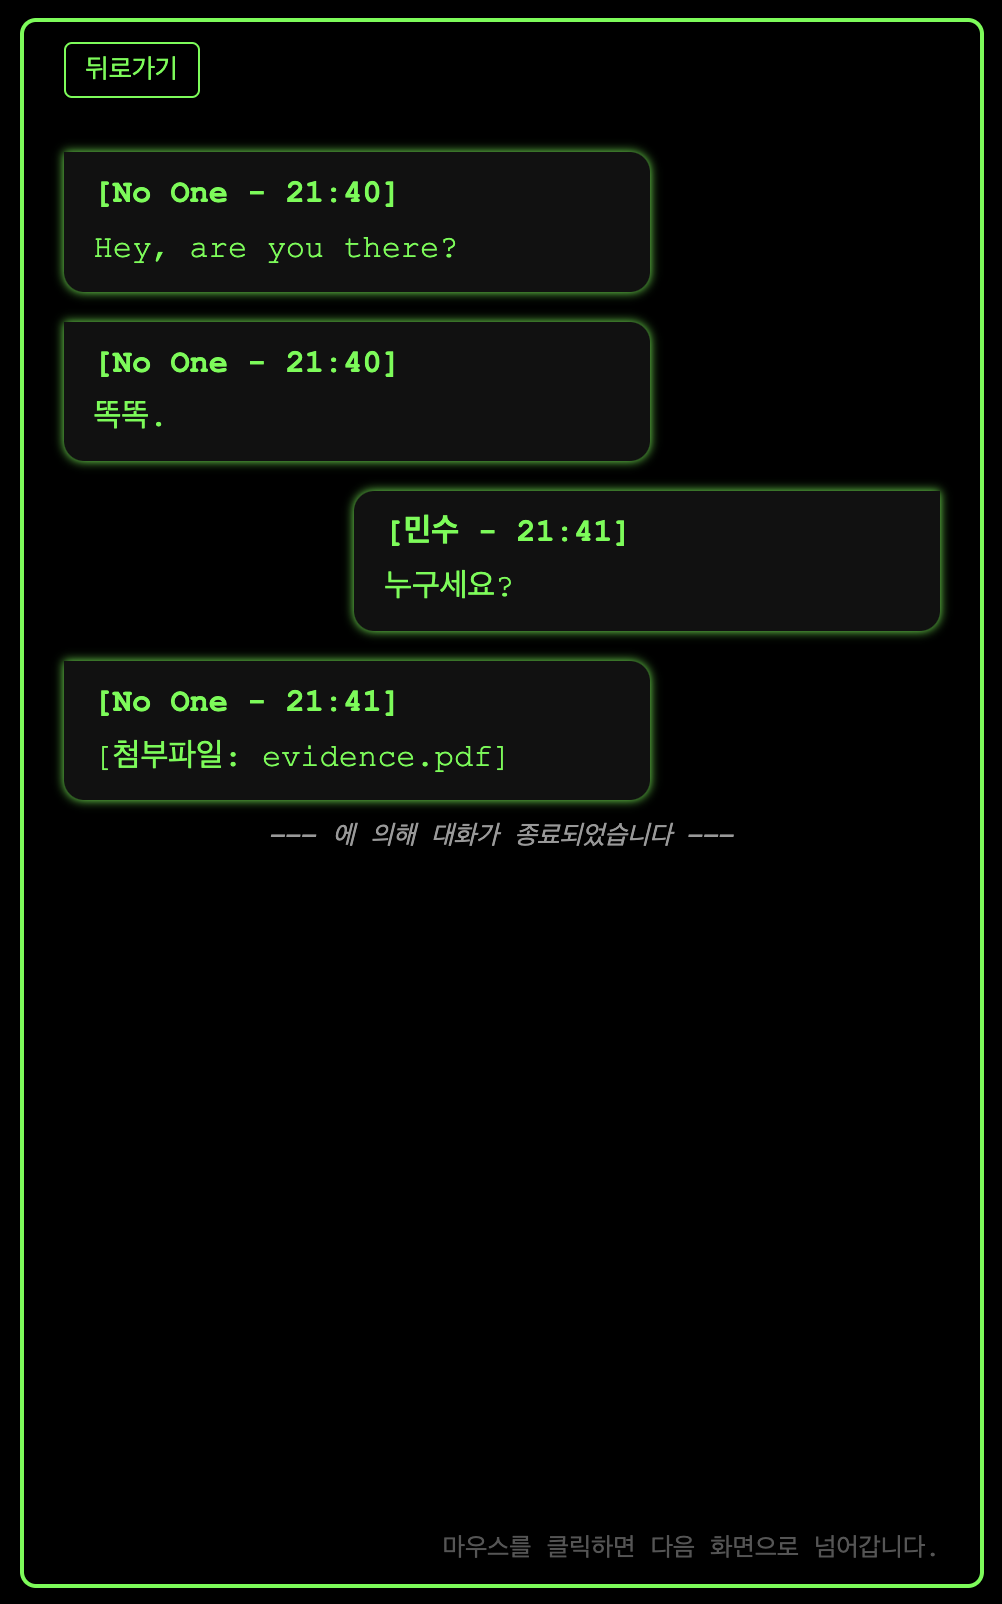 뒤로가기
[No One - 21:40]
Hey, are you there?
[No One - 21:40]
똑똑.
[민수 - 21:41]
누구세요?
[No One - 21:41]
[첨부파일: evidence.pdf]
--- 에 의해 대화가 종료되었습니다 ---
마우스를 클릭하면 다음 화면으로 넘어갑니다.